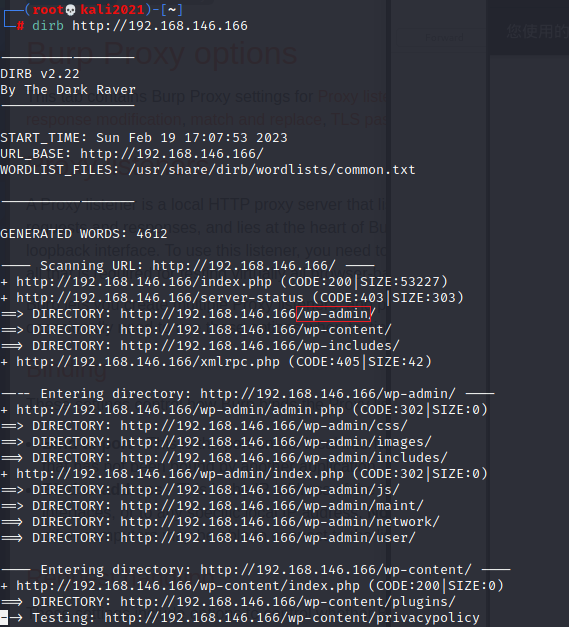 (root💀kali2021)-[~]
# dirb http://192.168.146.166
Burp Proxy options
DIRB v2.22
By The Dark Raver
START_TIME: Sun Feb 19 17:07:53 2023
URL_BASE: http://192.168.146.166/
WORDLIST_FILES: /usr/share/dirb/wordlists/common.txt
GENERATED WORDS: 4612
---- Scanning URL: http://192.168.146.166/ ----
+ http://192.168.146.166/index.php (CODE:200|SIZE:53227)
+ http://192.168.146.166/server-status (CODE:403|SIZE:303)
==> DIRECTORY: http://192.168.146.166/wp-admin/
==> DIRECTORY: http://192.168.146.166/wp-content/
==> DIRECTORY: http://192.168.146.166/wp-includes/
+ http://192.168.146.166/xmlrpc.php (CODE:405|SIZE:42)
---- Entering directory: http://192.168.146.166/wp-admin/ ----
+ http://192.168.146.166/wp-admin/admin.php (CODE:302|SIZE:0)
==> DIRECTORY: http://192.168.146.166/wp-admin/css/
==> DIRECTORY: http://192.168.146.166/wp-admin/images/
==> DIRECTORY: http://192.168.146.166/wp-admin/includes/
+ http://192.168.146.166/wp-admin/index.php (CODE:302|SIZE:0)
==> DIRECTORY: http://192.168.146.166/wp-admin/js/
==> DIRECTORY: http://192.168.146.166/wp-admin/maint/
==> DIRECTORY: http://192.168.146.166/wp-admin/network/
==> DIRECTORY: http://192.168.146.166/wp-admin/user/
---- Entering directory: http://192.168.146.166/wp-content/ ----
+ http://192.168.146.166/wp-content/index.php (CODE:200|SIZE:0)
==> DIRECTORY: http://192.168.146.166/wp-content/plugins/
--> Testing: http://192.168.146.166/wp-content/privacypolicy